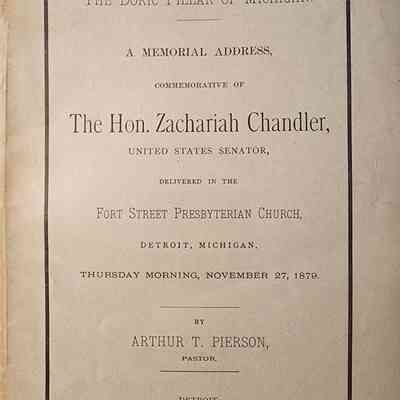 THE DORIC PILLAR OF MICHIGAN.
A MEMORIAL ADDRESS,
COMMEMORATIVE OF
The Hon. Zachariah Chandler,
UNITED STATES SENATOR,
DELIVERED IN THE
FORT STREET PRESBYTERIAN CHURCH,
DETROIT, MICHIGAN,
THURSDAY MORNING, NOVEMBER 27, 1879.
BY
ARTHUR T. PIERSON,
PASTOR.
DETROIT